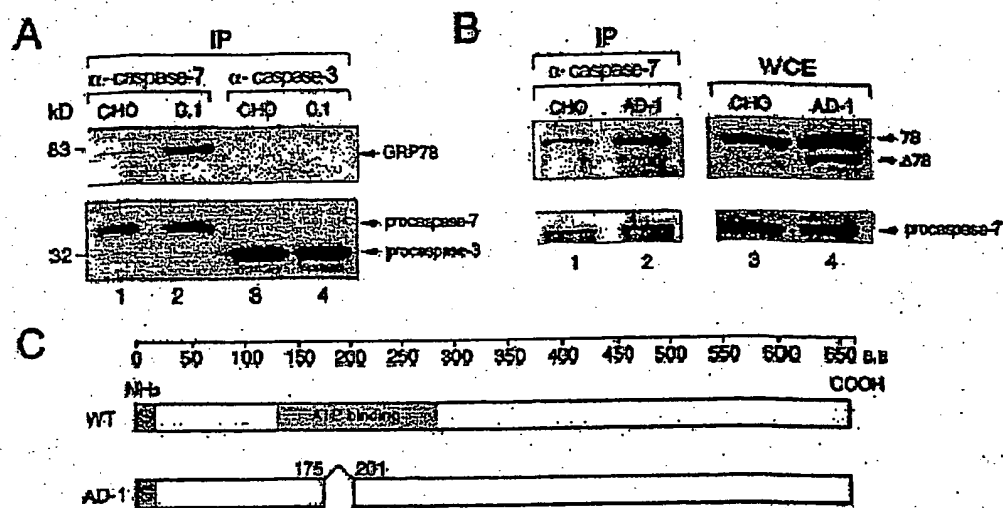 A
IP
α-caspase-7 α-caspase-3
kD CHO C.1 CHO C.1
83
GRP78
procaspase-7
32
procaspase-3
1 2 3 4
B
IP
α-caspase-7
WCE
CHO AD-1 CHO AD-1
78
Δ78
procaspase-7
1 2 3 4
C
0 50 100 150 200 250 300 350 400 450 500 550 600 650 a.a
NH₂
COOH
WT
ATP binding
175 201
AD-1